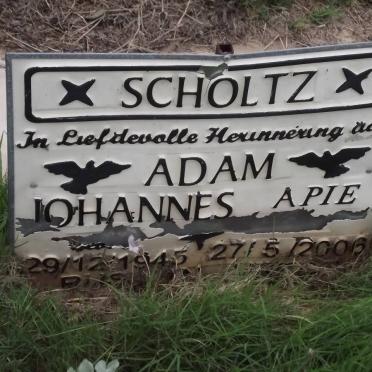 SCHOLTZ
In Liefdevolle Herinnering aan
ADAM
JOHANNES APIE
29/12/1945 27/5/2006